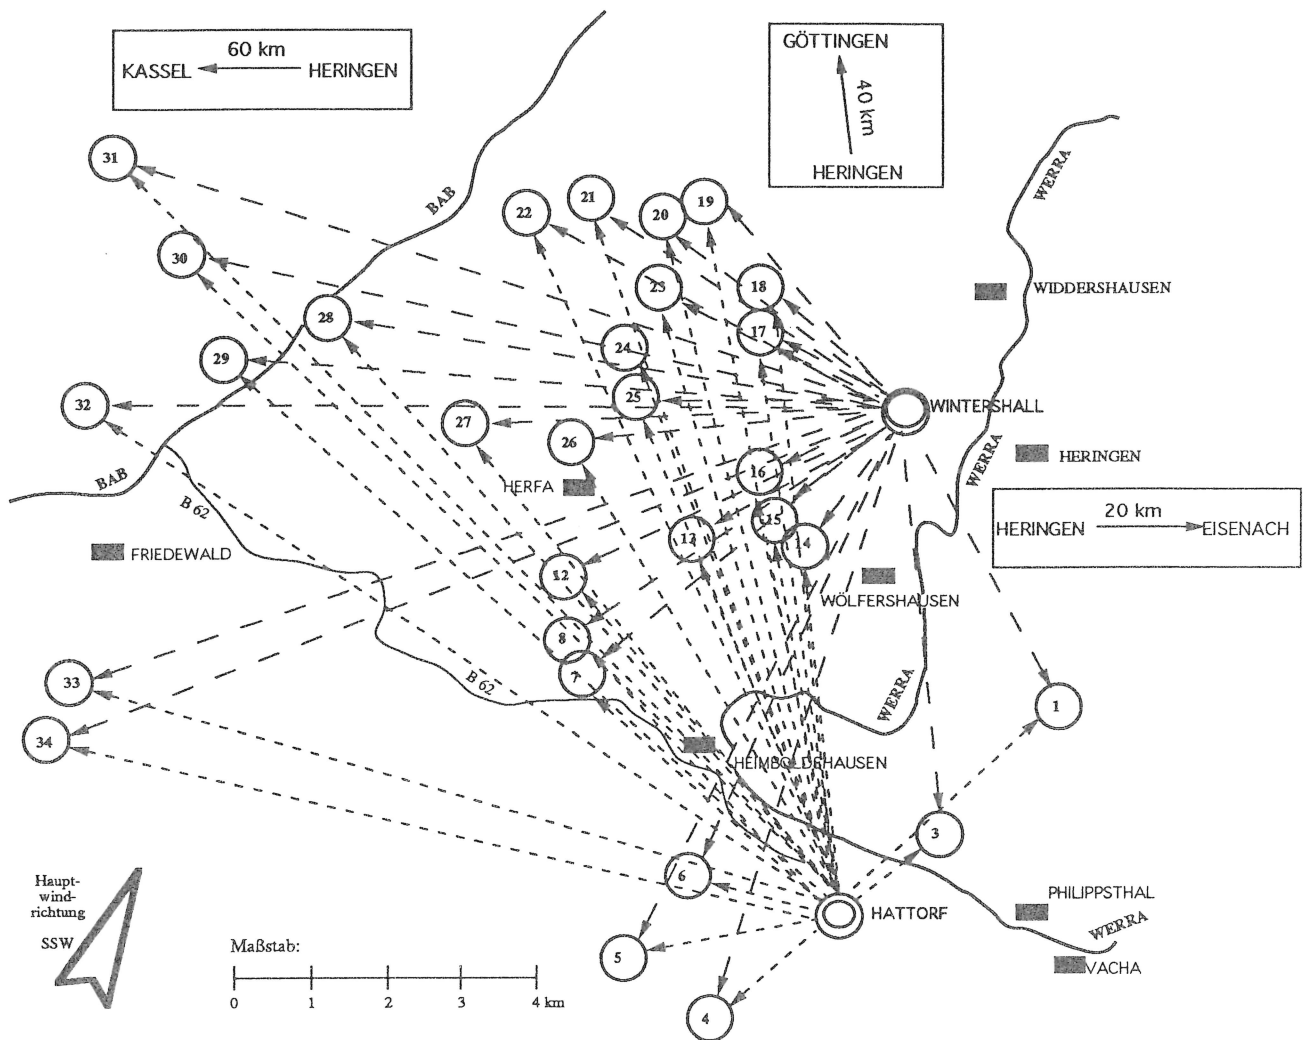 60 km
KASSEL HERINGEN
GÖTTINGEN
40 km
HERINGEN
WERRA
31
BAB
22
21
20
19
30
23
18
WIDDERSHAUSEN
28
17
29
24
25
32
WINTERSHALL
27
26
WERRA
HERINGEN
16
BAB
HERFA
B 62
20 km
HERINGEN EISENACH
15
13
14
FRIEDEWALD
12
WÖLFERSHAUSEN
8
7
33
B 62
WERRA
1
34
HEIMBOLDSHAUSEN
3
6
Haupt-
wind-
richtung
SSW
PHILIPPSTHAL
HATTORF
WERRA
Maßstab:
5
VACHA
0 1 2 3 4 km
4